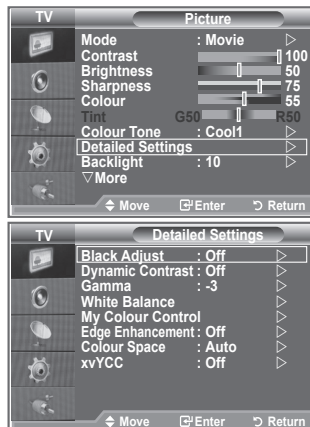 TV Picture
Mode : Movie ▷
Contrast 100
Brightness 50
Sharpness 75
Colour 55
Tint G50 R50
Colour Tone : Cool1 ▷
Detailed Settings ▷
Backlight : 10 ▷
▽More
Move Enter Return
TV Detailed Settings
Black Adjust : Off ▷
Dynamic Contrast : Off ▷
Gamma : -3 ▷
White Balance ▷
My Colour Control ▷
Edge Enhancement : Off ▷
Colour Space : Auto ▷
xvYCC : Off ▷
Move Enter Return